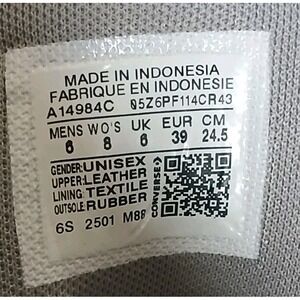 MADE IN INDONESIA
FABRIQUE EN INDONESIE
A14984C 05Z6PF114CR43
MENS WO'S UK EUR CM
6 8 6 39 24.5
GENDER:UNISEX
UPPER:LEATHER
LINING:TEXTILE
OUTSOLE:RUBBER
CONVERSE
6S 2501 M88